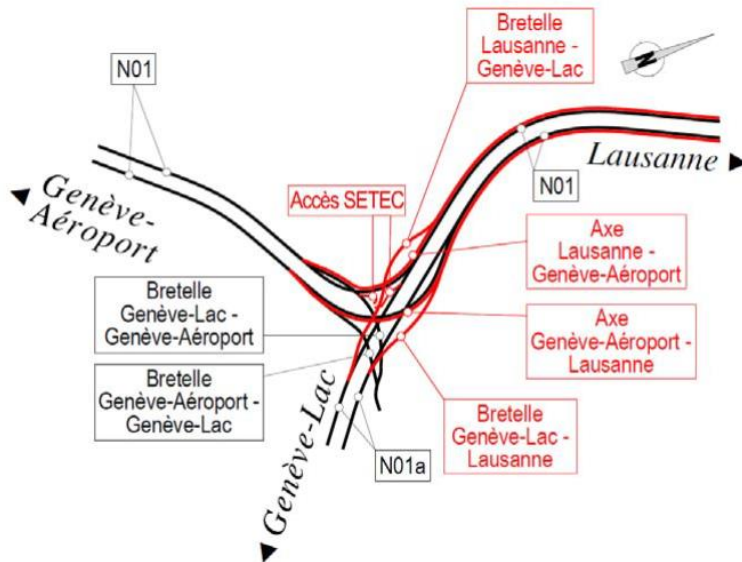 Bretelle
Lausanne -
Genève-Lac
N
N01
Lausanne
N01
Genève-
Aéroport
Accès SETEC
Axe
Lausanne -
Genève-Aéroport
Bretelle
Genève-Lac -
Genève-Aéroport
Axe
Genève-Aéroport -
Lausanne
Bretelle
Genève-Aéroport -
Genève-Lac
Genève-Lac
Bretelle
Genève-Lac -
Lausanne
N01a